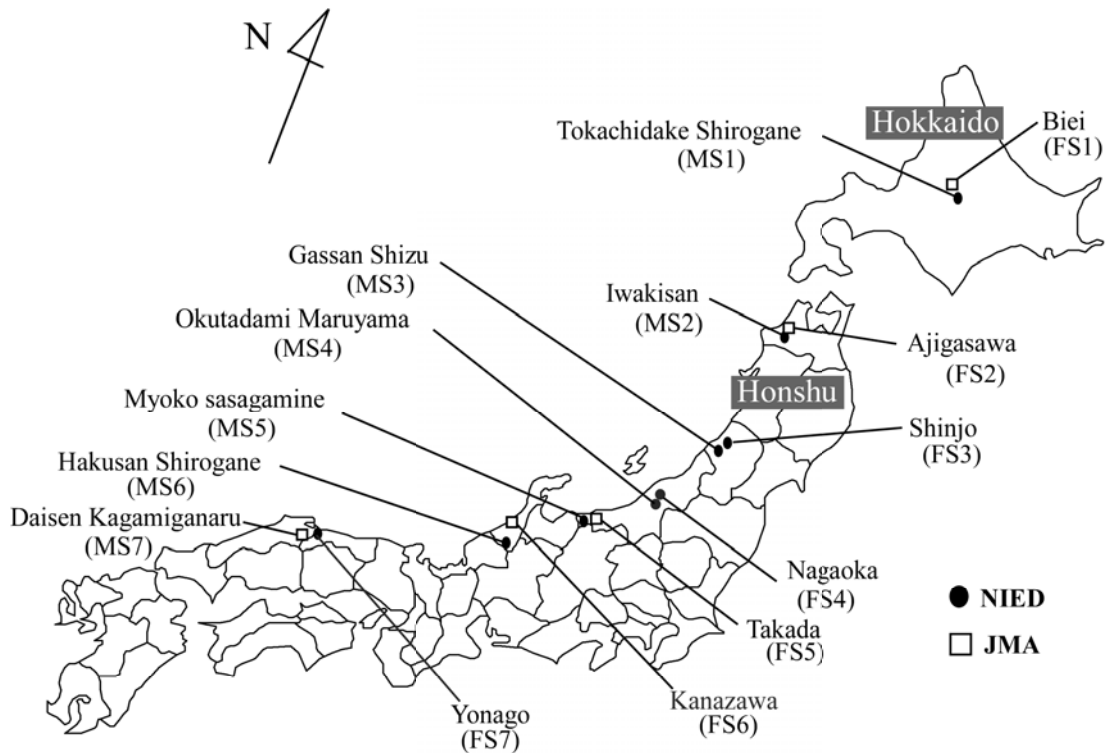 N
Hokkaido
Biei
(FS1)
Tokachidake Shirogane
(MS1)
Gassan Shizu
(MS3)
Iwakisan
(MS2)
Okutadami Maruyama
(MS4)
Ajigasawa
(FS2)
Honshu
Myoko sasagamine
(MS5)
Shinjo
(FS3)
Hakusan Shirogane
(MS6)
Daisen Kagamiganaru
(MS7)
Nagaoka
(FS4)
NIED
Takada
(FS5)
JMA
Kanazawa
(FS6)
Yonago
(FS7)